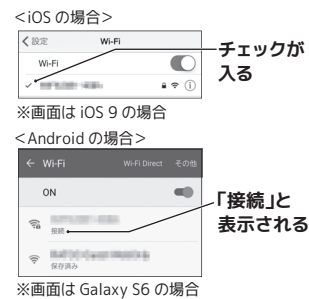 <iOS の場合>
設定 Wi-Fi
Wi-Fi
チェックが
入る
※画面は iOS 9 の場合
<Android の場合>
Wi-Fi Wi-Fi Direct その他
ON
接続
「接続」と
表示される
保存済み
※画面は Galaxy S6 の場合